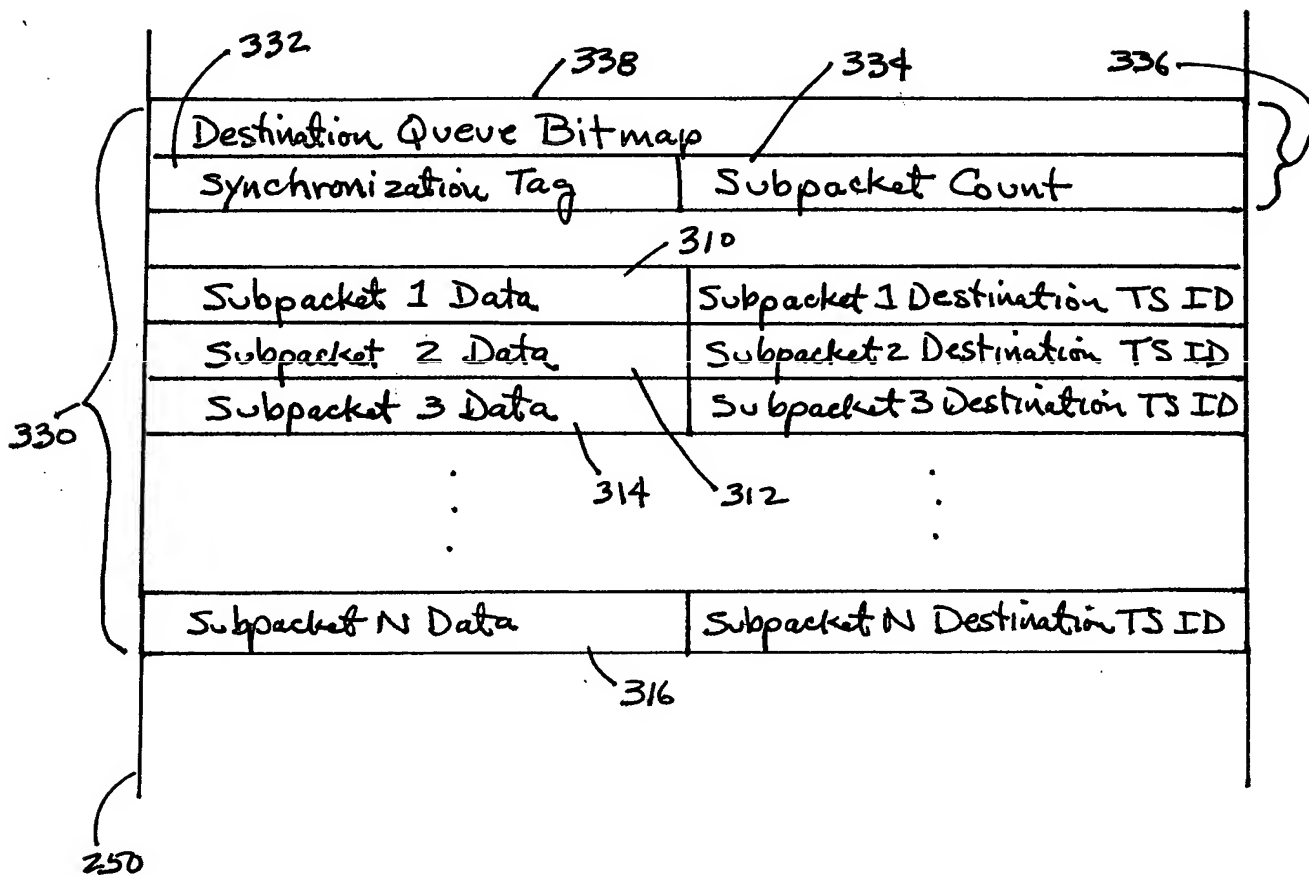 332
338
334
336
Destination Queue Bitmap
Synchronization Tag Subpacket Count
310
Subpacket 1 Data Subpacket 1 Destination TS ID
Subpacket 2 Data Subpacket 2 Destination TS ID
Subpacket 3 Data Subpacket 3 Destination TS ID
330
314
312
Subpacket N Data Subpacket N Destination TS ID
316
250